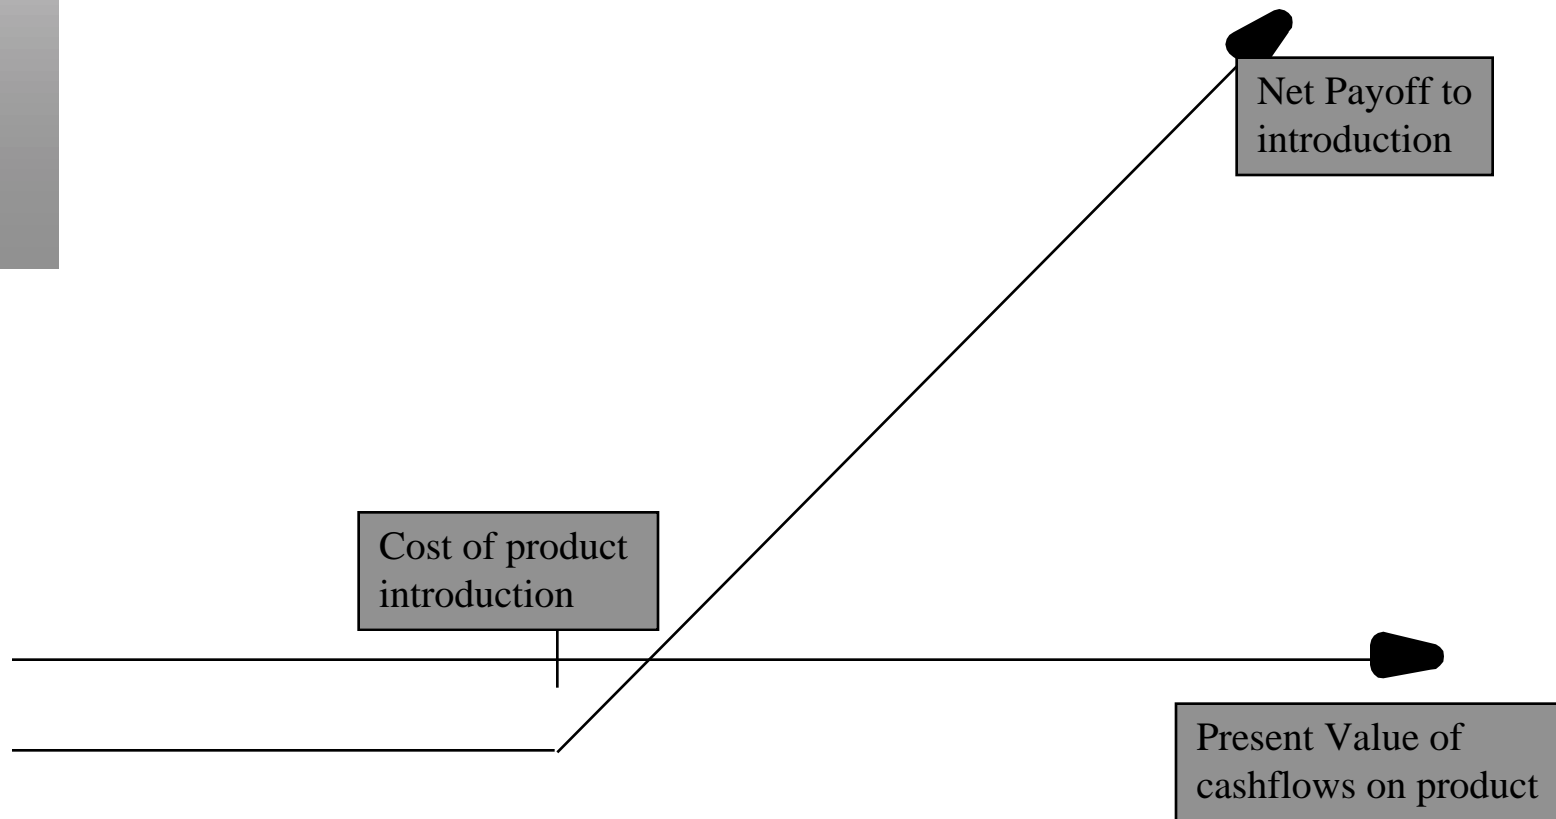 Net Payoff to
introduction
Cost of product
introduction
Present Value of
cashflows on product